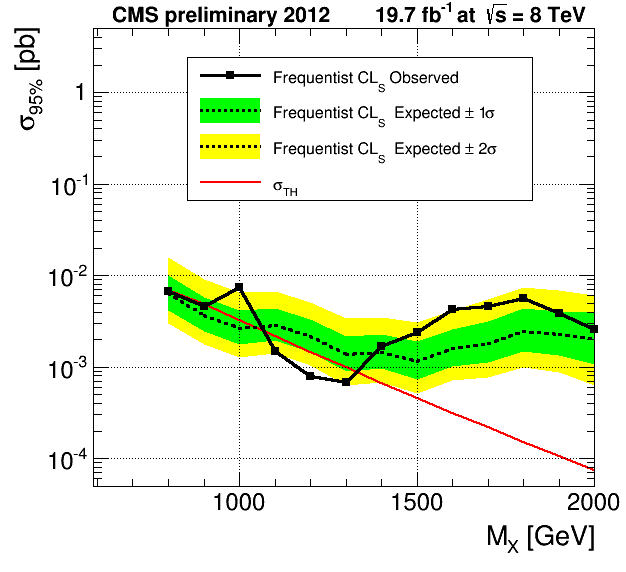 CMS preliminary 2012 19.7 fb⁻¹ at √s = 8 TeV
σ95% [pb]
Frequentist CLS Observed
Frequentist CLS Expected ± 1σ
Frequentist CLS Expected ± 2σ
σTH
1
10⁻¹
10⁻²
10⁻³
10⁻⁴
1000 1500 2000
MX [GeV]